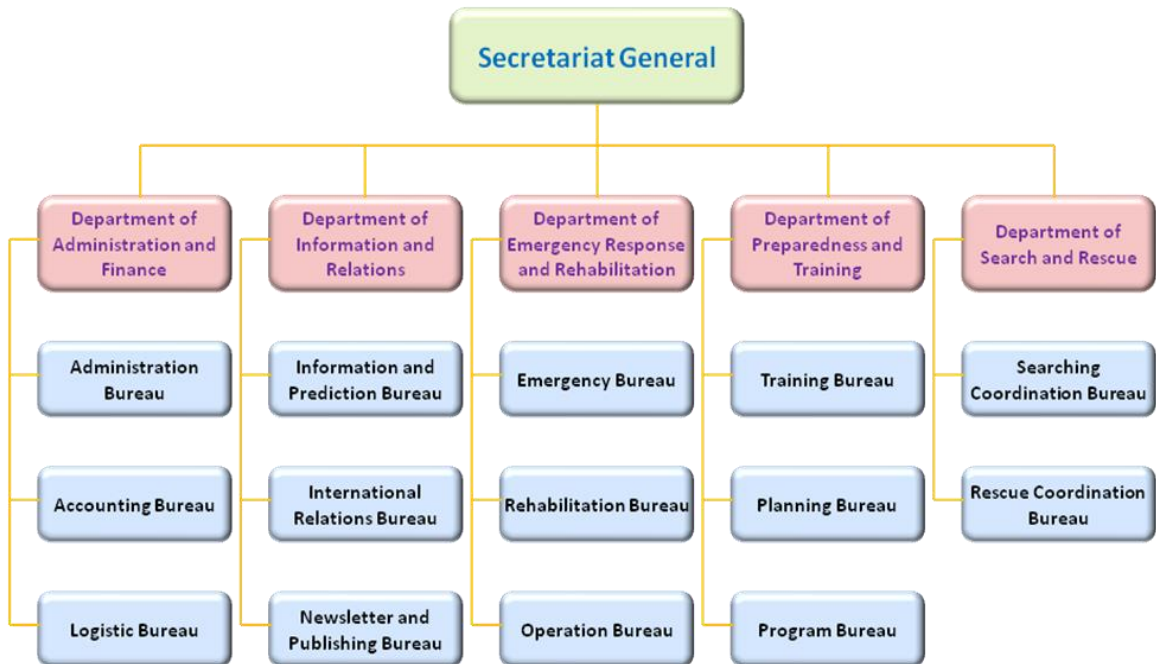 Secretariat General
Department of
Administration and
Finance
Department of
Information and
Relations
Department of
Emergency Response
and Rehabilitation
Department of
Preparedness and
Training
Department of
Search and Rescue
Administration
Bureau
Information and
Prediction Bureau
Emergency Bureau
Training Bureau
Searching
Coordination Bureau
Accounting Bureau
International
Relations Bureau
Rehabilitation Bureau
Planning Bureau
Rescue Coordination
Bureau
Logistic Bureau
Newsletter and
Publishing Bureau
Operation Bureau
Program Bureau